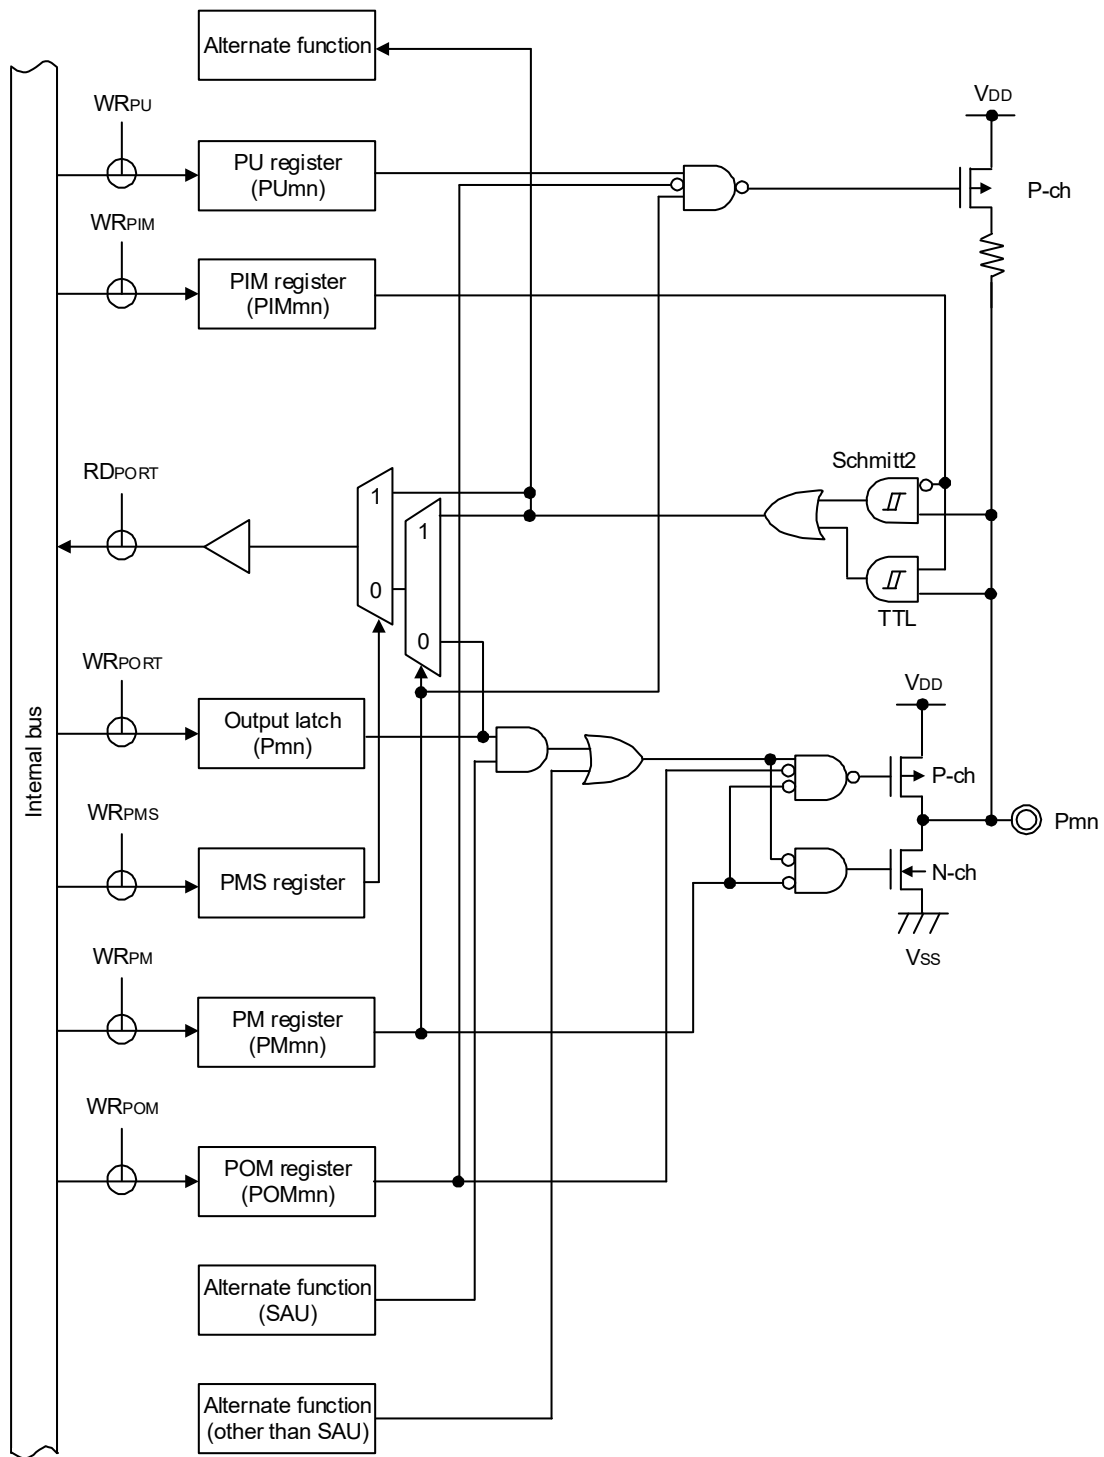 Alternate function
WRPU
PU register
(PUmn)
VDD
P-ch
WRPIM
PIM register
(PIMmn)
Schmitt2
RDPORT
1
0
1
0
TTL
WRPORT
Output latch
(Pmn)
VDD
P-ch
Internal bus
Pmn
WRPMS
PMS register
N-ch
VSS
WRPM
PM register
(PMmn)
WRPOM
POM register
(POMmn)
Alternate function
(SAU)
Alternate function
(other than SAU)